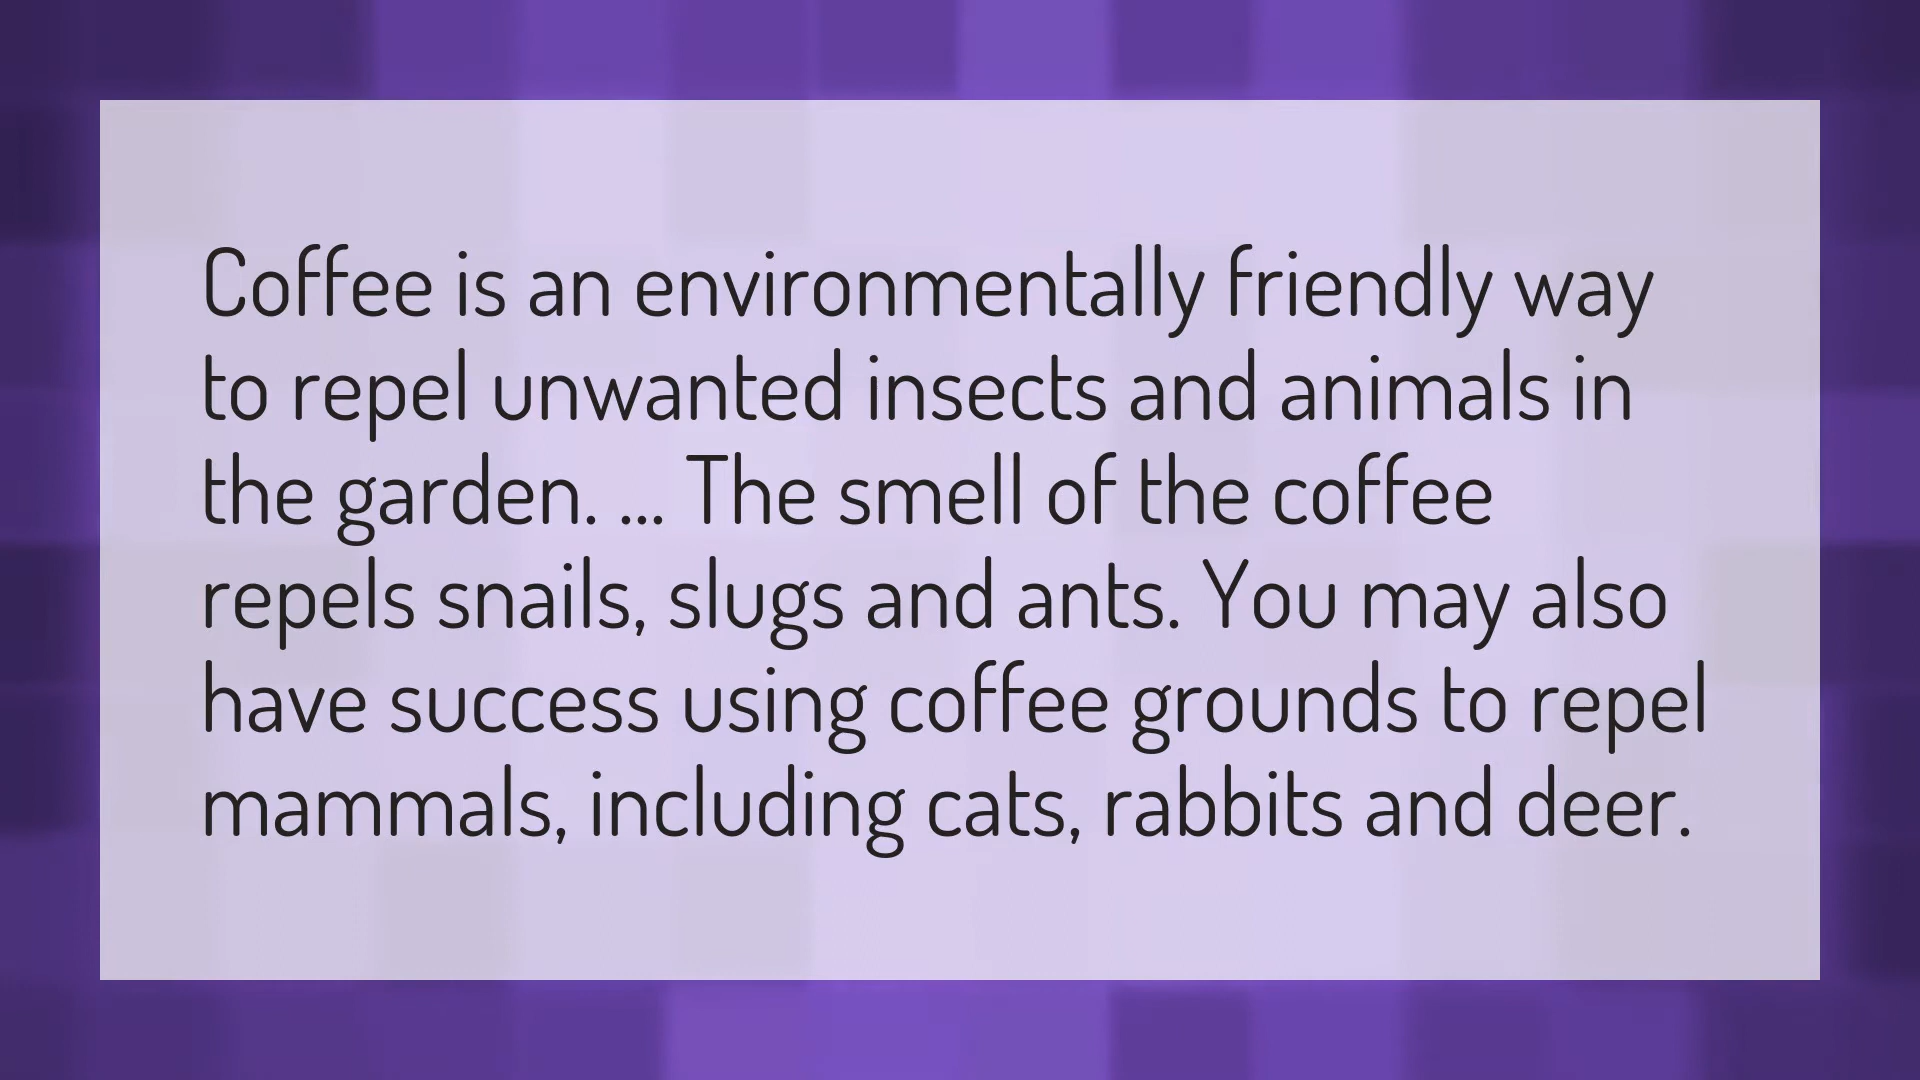 Coffee is an environmentally friendly way
to repel unwanted insects and animals in
the garden. ... The smell of the coffee
repels snails, slugs and ants. You may also
have success using coffee grounds to repel
mammals, including cats, rabbits and deer.